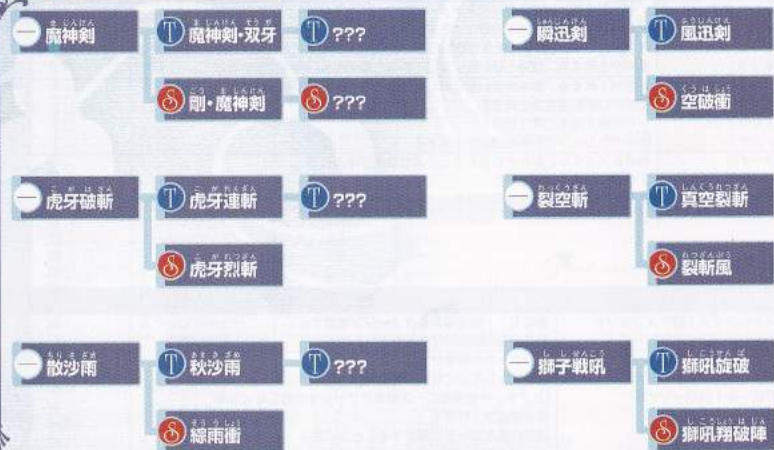 魔神剣 T 魔神剣・双牙 T ???
S 剛・魔神剣 S ???
瞬迅剣 T 風迅剣
S 空破衝
虎牙破斬 T 虎牙連斬 T ???
S 虎牙烈斬
裂空斬 T 真空裂斬
S 裂斬風
散沙雨 T 秋沙雨 T ???
S 綜雨衝
獅子戦吼 T 獅吼旋破
S 獅吼翔破陣